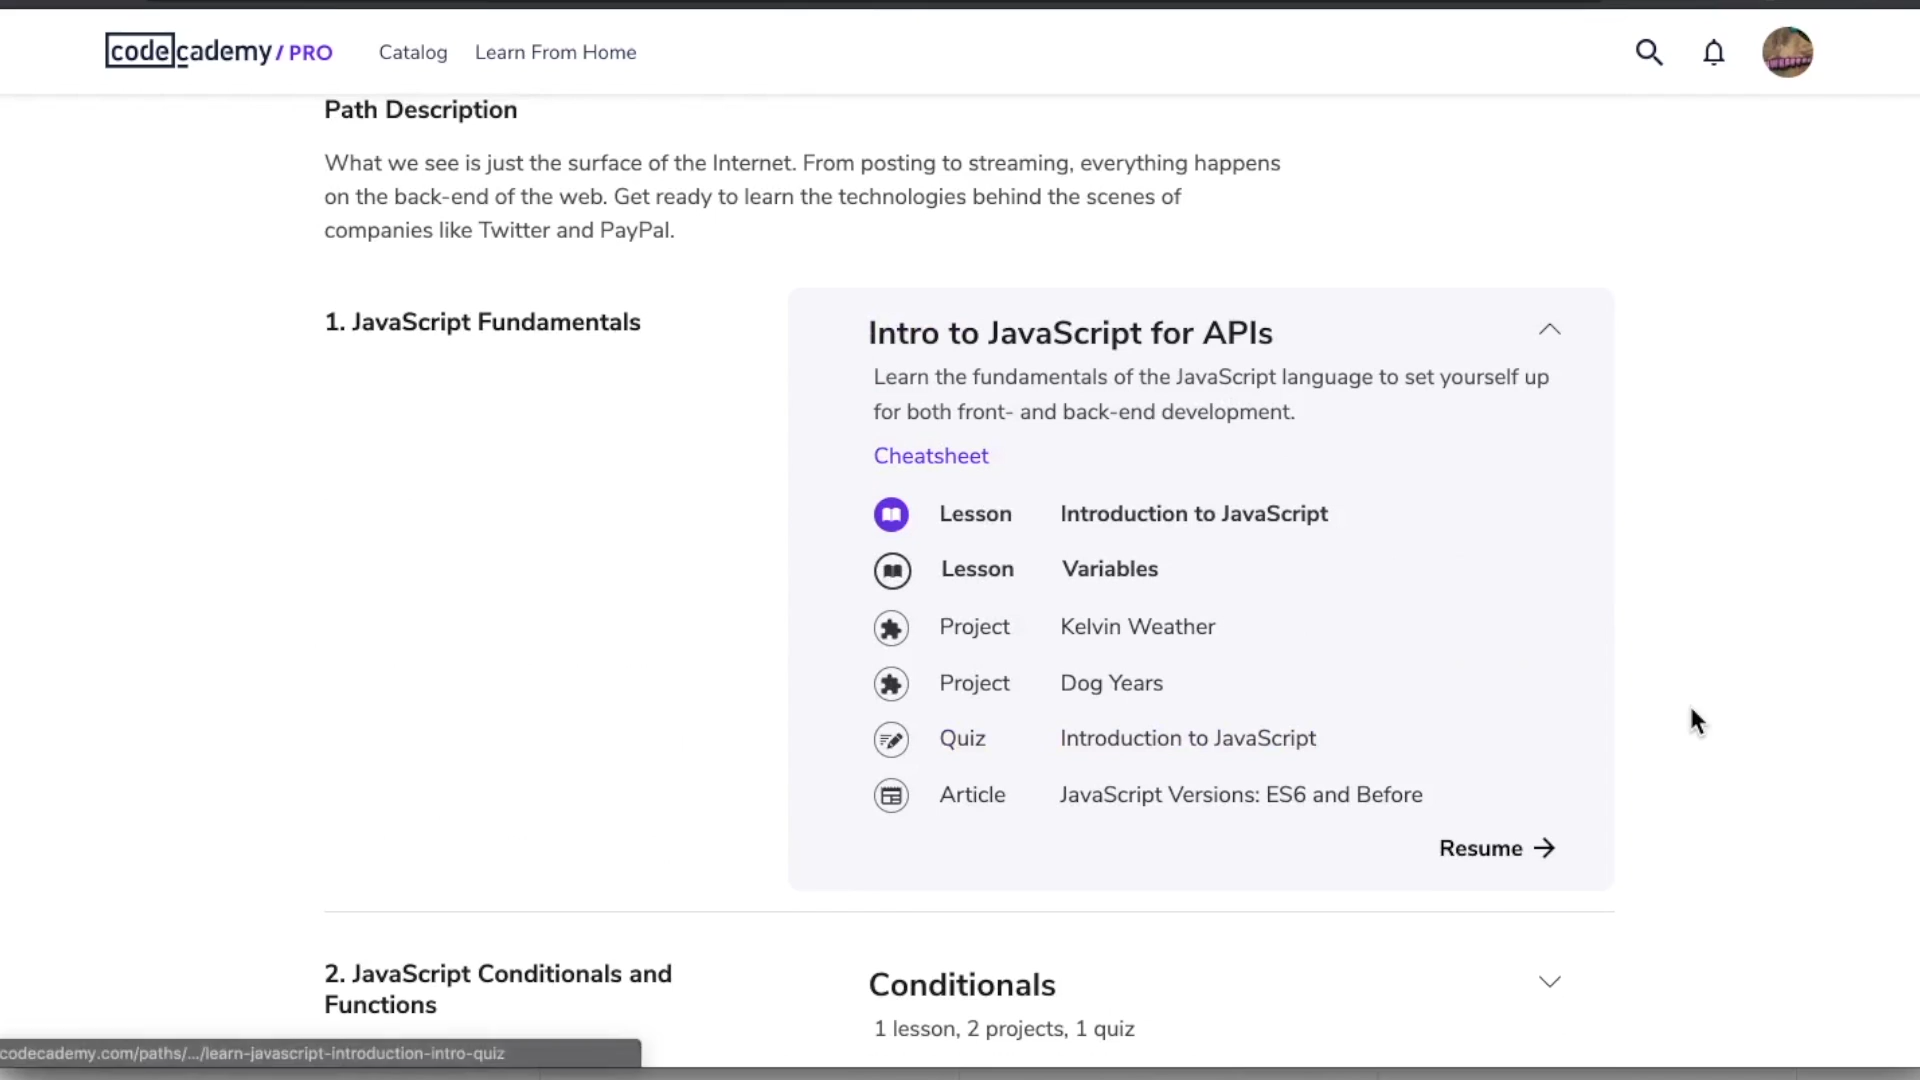 codecademy / PRO Catalog Learn From Home
Path Description
What we see is just the surface of the Internet. From posting to streaming, everything happens
on the back-end of the web. Get ready to learn the technologies behind the scenes of
companies like Twitter and PayPal.
1. JavaScript Fundamentals
Intro to JavaScript for APIs
Learn the fundamentals of the JavaScript language to set yourself up
for both front- and back-end development.
Cheatsheet
Lesson Introduction to JavaScript
Lesson Variables
Project Kelvin Weather
Project Dog Years
Quiz Introduction to JavaScript
Article JavaScript Versions: ES6 and Before
Resume →
2. JavaScript Conditionals and
Functions
Conditionals
1 lesson, 2 projects, 1 quiz
codecademy.com/paths/.../learn-javascript-introduction-intro-quiz